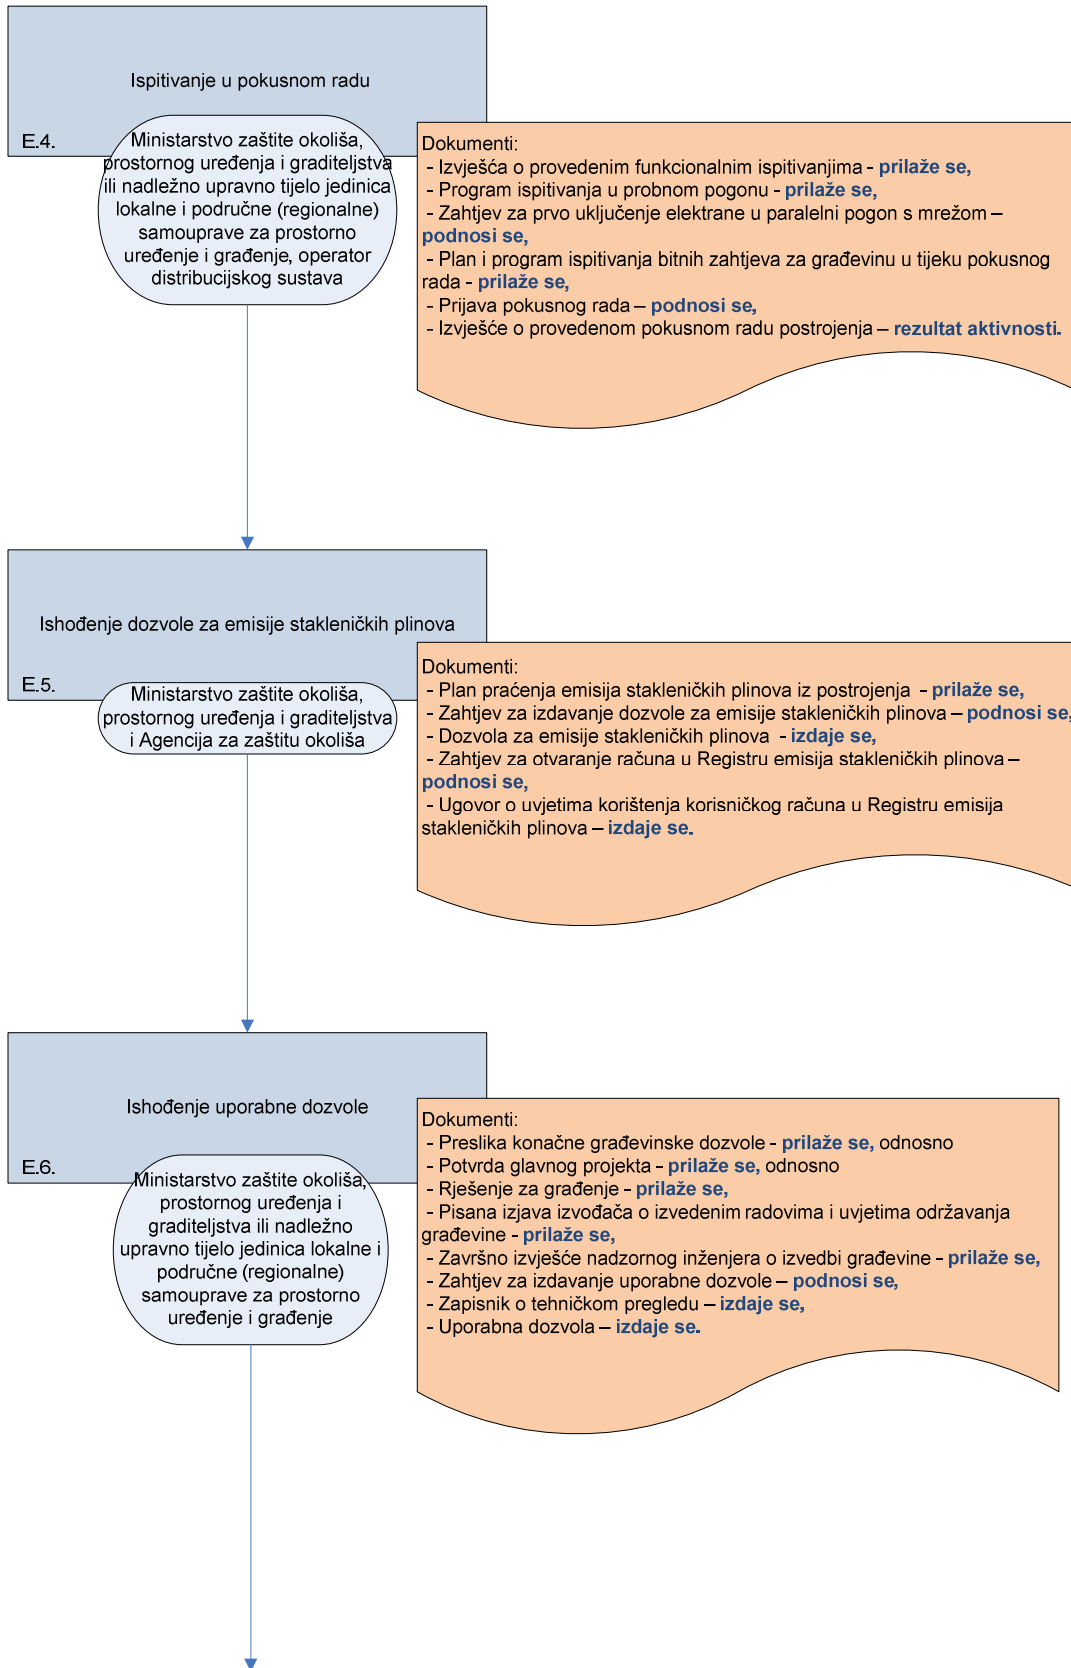 Ispitivanje u pokusnom radu
E.4.
Ministarstvo zaštite okoliša,
prostornog uređenja i graditeljstva
ili nadležno upravno tijelo jedinica
lokalne i područne (regionalne)
samouprave za prostorno
uređenje i građenje, operator
distribucijskog sustava
Dokumenti:
- Izvješća o provedenim funkcionalnim ispitivanjima - prilaže se,
- Program ispitivanja u probnom pogonu - prilaže se,
- Zahtjev za prvo uključenje elektrane u paralelni pogon s mrežom –
podnosi se,
- Plan i program ispitivanja bitnih zahtjeva za građevinu u tijeku pokusnog
rada - prilaže se,
- Prijava pokusnog rada – podnosi se,
- Izvješće o provedenom pokusnom radu postrojenja – rezultat aktivnosti.
Ishođenje dozvole za emisije stakleničkih plinova
E.5.
Ministarstvo zaštite okoliša,
prostornog uređenja i graditeljstva
i Agencija za zaštitu okoliša
Dokumenti:
- Plan praćenja emisija stakleničkih plinova iz postrojenja - prilaže se,
- Zahtjev za izdavanje dozvole za emisije stakleničkih plinova – podnosi se,
- Dozvola za emisije stakleničkih plinova - izdaje se,
- Zahtjev za otvaranje računa u Registru emisija stakleničkih plinova –
podnosi se,
- Ugovor o uvjetima korištenja korisničkog računa u Registru emisija
stakleničkih plinova – izdaje se.
Ishođenje uporabne dozvole
E.6.
Ministarstvo zaštite okoliša,
prostornog uređenja i
graditeljstva ili nadležno
upravno tijelo jedinica lokalne i
područne (regionalne)
samouprave za prostorno
uređenje i građenje
Dokumenti:
- Preslika konačne građevinske dozvole - prilaže se, odnosno
- Potvrda glavnog projekta - prilaže se, odnosno
- Rješenje za građenje - prilaže se,
- Pisana izjava izvođača o izvedenim radovima i uvjetima održavanja
građevine - prilaže se,
- Završno izvješće nadzornog inženjera o izvedbi građevine - prilaže se,
- Zahtjev za izdavanje uporabne dozvole – podnosi se,
- Zapisnik o tehničkom pregledu – izdaje se,
- Uporabna dozvola – izdaje se.